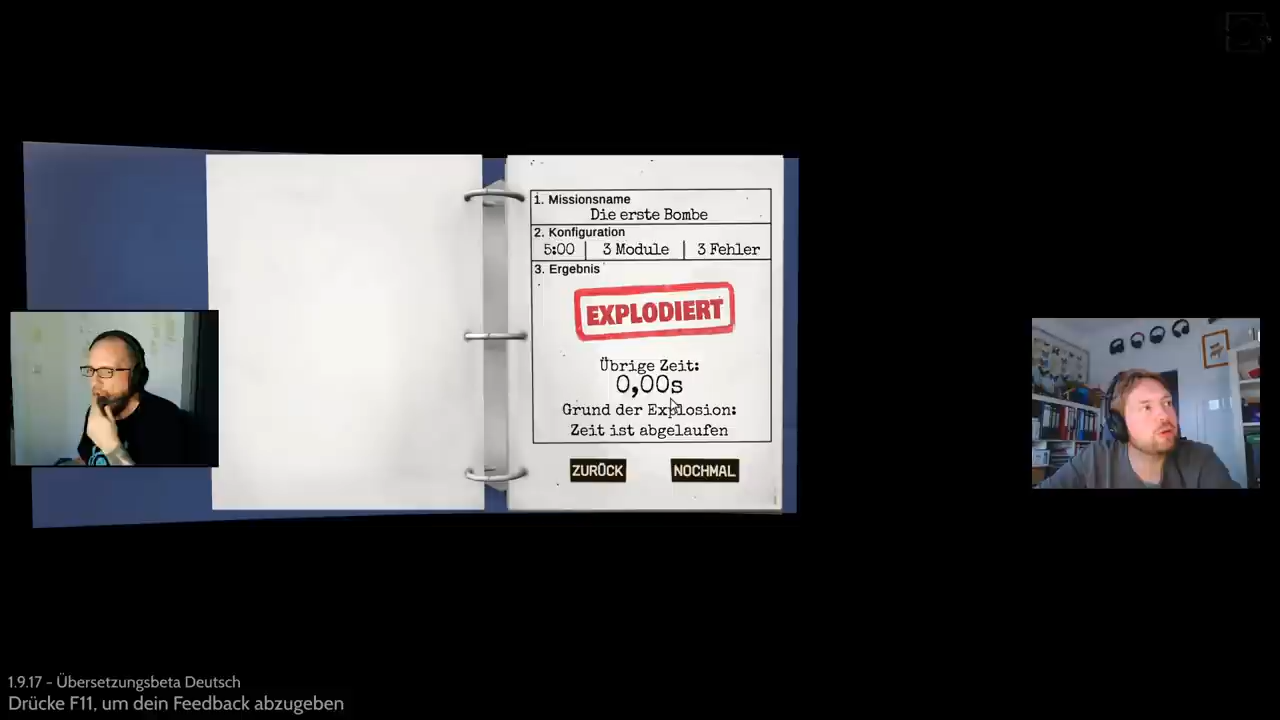 1. Missionsname
Die erste Bombe
2. Konfiguration
5:00 | 3 Module | 3 Fehler
3. Ergebnis
EXPLODIERT
Übrige Zeit:
0,00s
Grund der Explosion:
Zeit ist abgelaufen
ZURÜCK NOCHMAL
1.9.17 - Übersetzungsbeta Deutsch
Drücke F11, um dein Feedback abzugeben